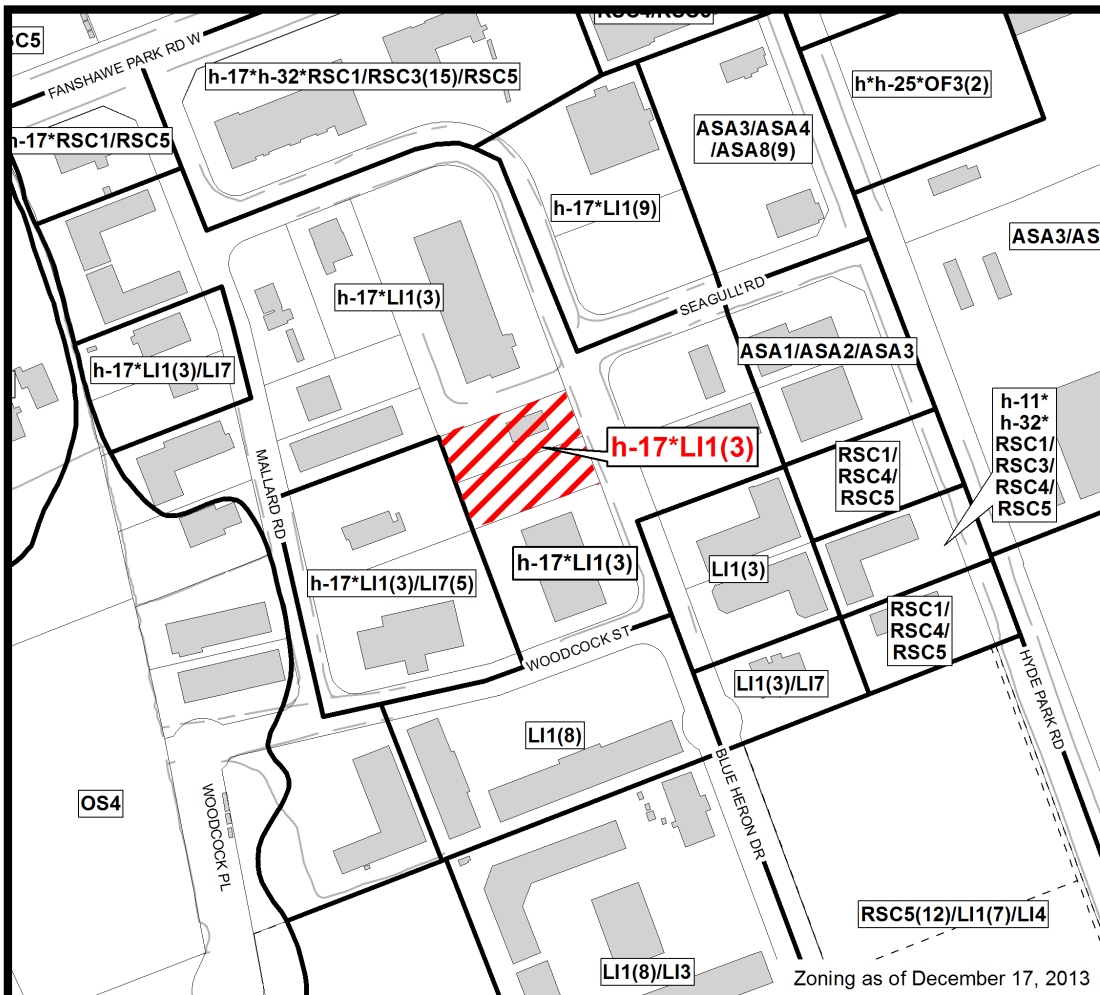 SC5
FANSHAWE PARK RD W
h-17*h-32*RSC1/RSC3(15)/RSC5
h*h-25*OF3(2)
h-17*RSC1/RSC5
ASA3/ASA4
/ASA8(9)
h-17*LI1(9)
ASA3/AS
h-17*LI1(3)
SEAGULL RD
h-17*LI1(3)/LI7
ASA1/ASA2/ASA3
h-11*
h-32*
RSC1/
RSC3/
RSC4/
RSC5
h-17*LI1(3)
MALLARD RD
RSC1/
RSC4/
RSC5
h-17*LI1(3)
LI1(3)
h-17*LI1(3)/LI7(5)
RSC1/
RSC4/
RSC5
WOODCOCK ST
LI1(3)/LI7
HYDE PARK RD
LI1(8)
BLUE HERON DR
OS4
WOODCOCK PL
RSC5(12)/LI1(7)/LI4
LI1(8)/LI3
Zoning as of December 17, 2013